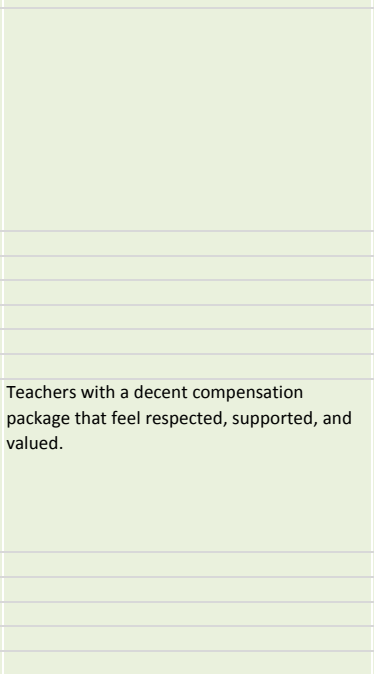 Teachers with a decent compensation
package that feel respected, supported, and
valued.